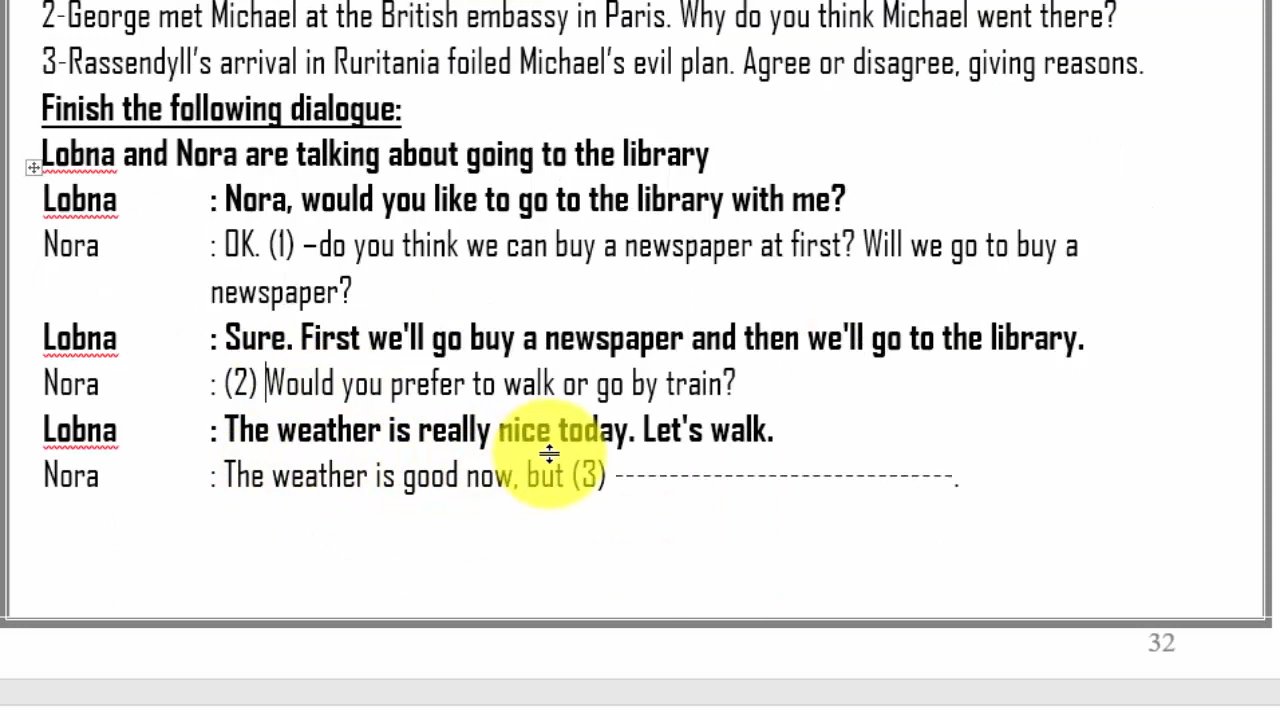 2-George met Michael at the British embassy in Paris. Why do you think Michael went there?
3-Rassendyll's arrival in Ruritania foiled Michael's evil plan. Agree or disagree, giving reasons.
Finish the following dialogue:
Lobna and Nora are talking about going to the library
Lobna : Nora, would you like to go to the library with me?
Nora : OK. (1) –do you think we can buy a newspaper at first? Will we go to buy a
newspaper?
Lobna : Sure. First we'll go buy a newspaper and then we'll go to the library.
Nora : (2) Would you prefer to walk or go by train?
Lobna : The weather is really nice today. Let's walk.
Nora : The weather is good now, but (3) -----------------------------.
32